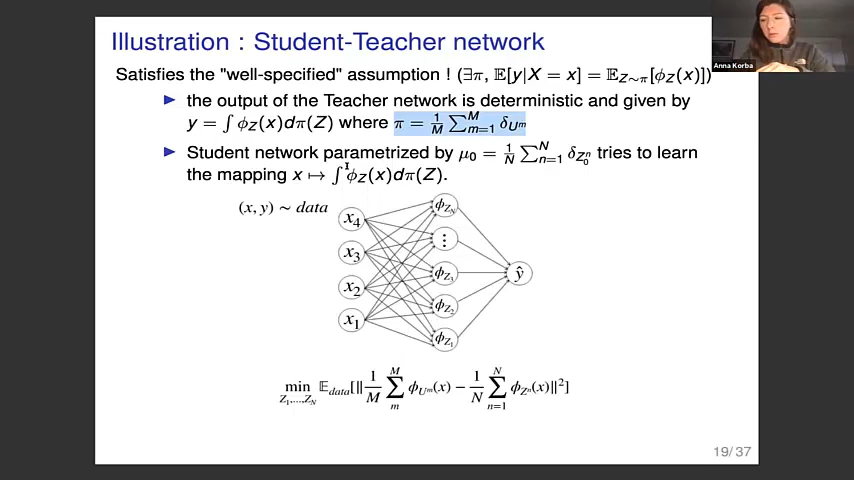 Illustration : Student-Teacher network
Satisfies the "well-specified" assumption ! (∃π, 𝔼[y|X = x] = 𝔼_{Z∼π}[ϕ_Z(x)])
▶ the output of the Teacher network is deterministic and given by
y = ∫ ϕ_Z(x)dπ(Z) where π = 1/M ∑_{m=1}^{M} δ_{U^m}
▶ Student network parametrized by μ_0 = 1/N ∑_{n=1}^{N} δ_{Z_0^n} tries to learn
the mapping x ↦ ∫ ϕ_Z(x)dπ(Z).
(x, y) ∼ data
x_4
x_3
x_2
x_1
ϕ_{Z_N}
⋮
ϕ_{Z_3}
ϕ_{Z_2}
ϕ_{Z_1}
ŷ
min_{Z_1,...,Z_N} 𝔼_{data}[‖1/M ∑_{m}^{M} ϕ_{U^m}(x) − 1/N ∑_{n=1}^{N} ϕ_{Z^n}(x)‖²]
19/37
Anna Korba